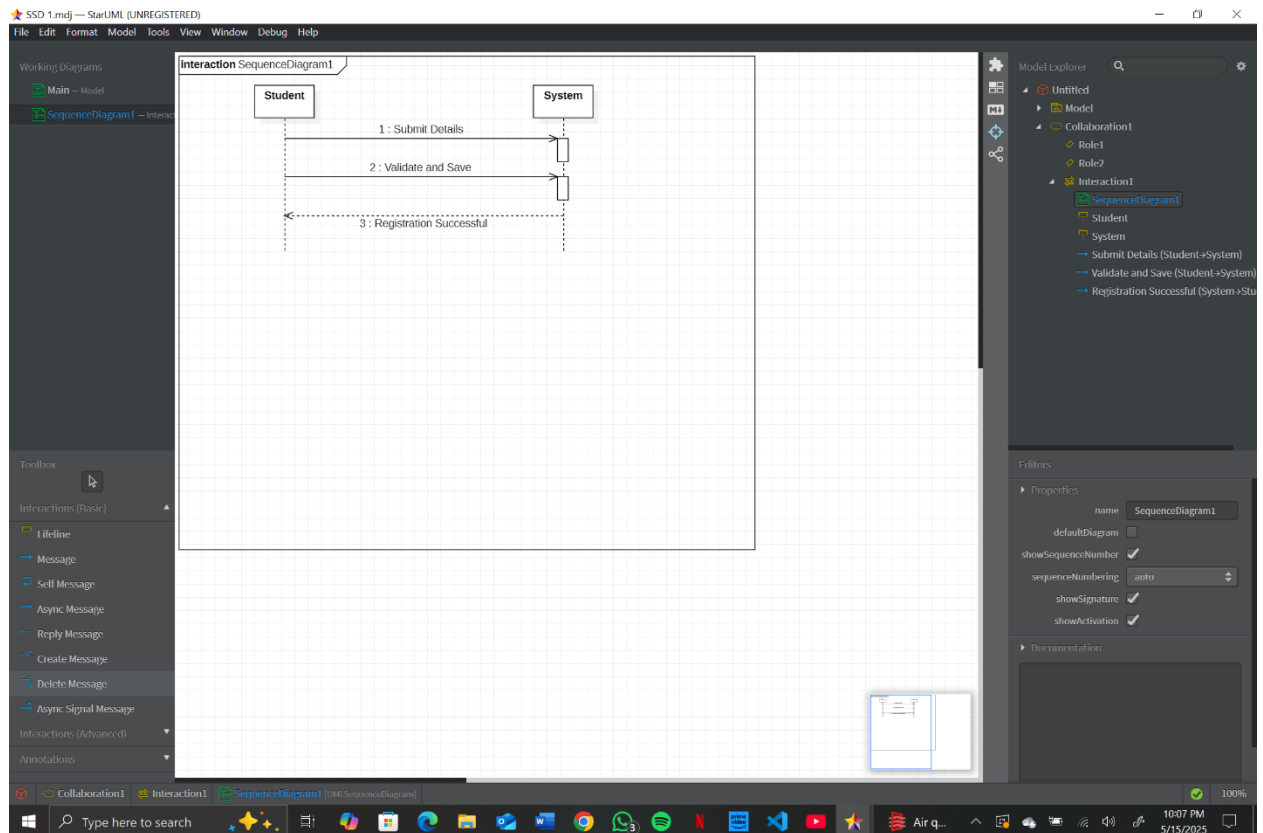 SSD 1.mdj — StarUML (UNREGISTERED)
File Edit Format Model Tools View Window Debug Help
Working Diagrams
Main — Model
SequenceDiagram1 — Interac
Toolbox
Interactions (Basic)
Lifeline
Message
Self Message
Async Message
Reply Message
Create Message
Delete Message
Async Signal Message
Interactions (Advanced)
Annotations
interaction SequenceDiagram1
Student
System
1 : Submit Details
2 : Validate and Save
3 : Registration Successful
Model Explorer
Untitled
Model
Collaboration1
Role1
Role2
Interaction1
SequenceDiagram1
Student
System
Submit Details (Student→System)
Validate and Save (Student→System)
Registration Successful (System→Stu
Editors
Properties
name SequenceDiagram1
defaultDiagram
showSequenceNumber
sequenceNumbering auto
showSignature
showActivation
Documentation
Collaboration1 Interaction1 SequenceDiagram1 [UMLSequenceDiagram] 100%
Type here to search
Air q...
10:07 PM
5/15/2025